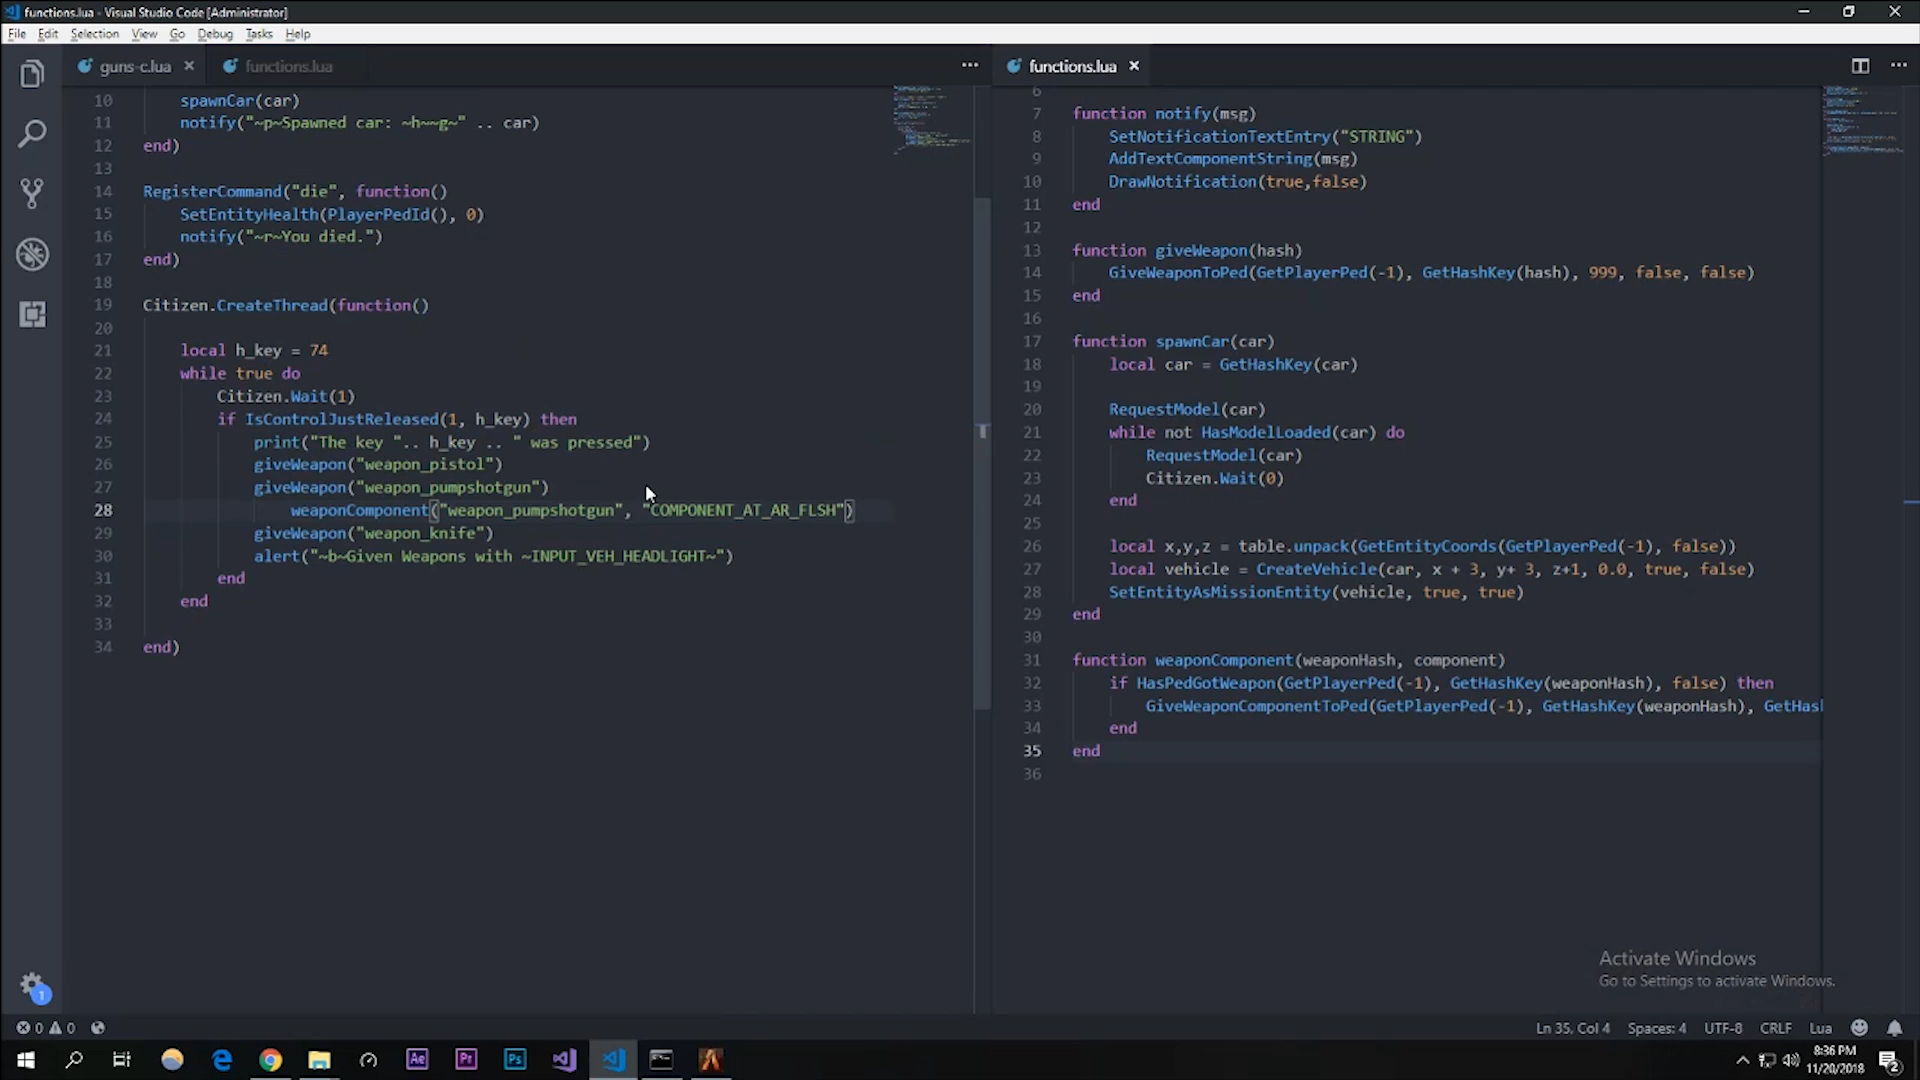 functions.lua - Visual Studio Code [Administrator]
File Edit Selection View Go Debug Tasks Help
guns-c.lua × functions.lua ...
10 spawnCar(car)
11 notify("~p~Spawned car: ~h~~g~" .. car)
12 end)
13
14 RegisterCommand("die", function()
15 SetEntityHealth(PlayerPedId(), 0)
16 notify("~r~You died.")
17 end)
18
19 Citizen.CreateThread(function()
20
21 local h_key = 74
22 while true do
23 Citizen.Wait(1)
24 if IsControlJustReleased(1, h_key) then
25 print("The key ".. h_key .. " was pressed")
26 giveWeapon("weapon_pistol")
27 giveWeapon("weapon_pumpshotgun")
28 weaponComponent("weapon_pumpshotgun", "COMPONENT_AT_AR_FLSH")
29 giveWeapon("weapon_knife")
30 alert("~b~Given Weapons with ~INPUT_VEH_HEADLIGHT~")
31 end
32 end
33
34 end)
functions.lua × ...
6
7 function notify(msg)
8 SetNotificationTextEntry("STRING")
9 AddTextComponentString(msg)
10 DrawNotification(true,false)
11 end
12
13 function giveWeapon(hash)
14 GiveWeaponToPed(GetPlayerPed(-1), GetHashKey(hash), 999, false, false)
15 end
16
17 function spawnCar(car)
18 local car = GetHashKey(car)
19
20 RequestModel(car)
21 while not HasModelLoaded(car) do
22 RequestModel(car)
23 Citizen.Wait(0)
24 end
25
26 local x,y,z = table.unpack(GetEntityCoords(GetPlayerPed(-1), false))
27 local vehicle = CreateVehicle(car, x + 3, y+ 3, z+1, 0.0, true, false)
28 SetEntityAsMissionEntity(vehicle, true, true)
29 end
30
31 function weaponComponent(weaponHash, component)
32 if HasPedGotWeapon(GetPlayerPed(-1), GetHashKey(weaponHash), false) then
33 GiveWeaponComponentToPed(GetPlayerPed(-1), GetHashKey(weaponHash), GetHas
34 end
35 end
36
Activate Windows
Go to Settings to activate Windows.
1
0 0
Ln 35, Col 4 Spaces: 4 UTF-8 CRLF Lua
Ae Pr Ps
8:36 PM
11/20/2018
2